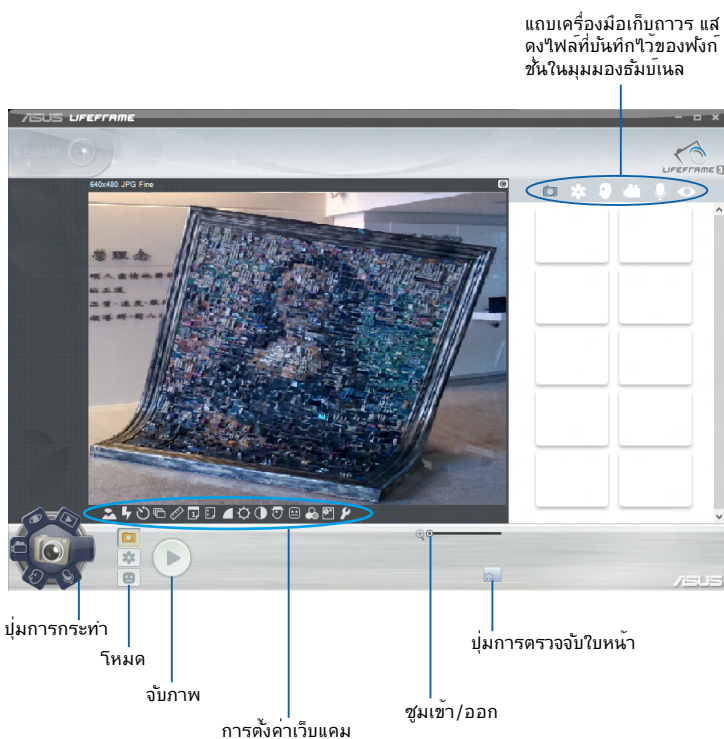 แถบเครื่องมือเก็บถาวร แส
ดงไฟล์ที่บันทึกไว้ของฟังก์
ชั่นในมุมมองธัมบ์เนล
ASUS LIFEFRAME
WEBCAM
LIFEFRAME 3
640x480 JPG Fine
ASUS
ปุ่มการกระทำ
ปุ่มการตรวจจับใบหน้า
โหมด
จับภาพ
ซูมเข้า/ออก
การตั้งค่าเว็บแคม